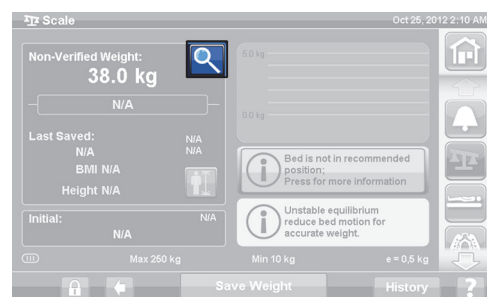 Scale
Oct 25, 2012 2:10 AM
Non-Verified Weight:
38.0 kg
N/A
Last Saved:
N/A
N/A
N/A
BMI N/A
Height N/A
Initial:
N/A
N/A
5.0 kg
0.0 kg
Bed is not in recommended
position;
Press for more information
Unstable equilibrium
reduce bed motion for
accurate weight.
Max 250 kg
Min 10 kg
e = 0,5 kg
Save Weight
History
?